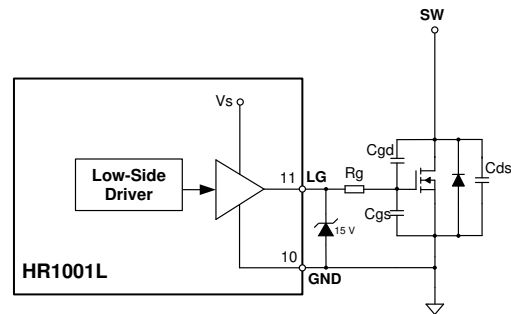 SW
Vs
Low-Side
Driver
11
LG
Rg
Cgd
Cds
Cgs
15 V
10
GND
HR1001L